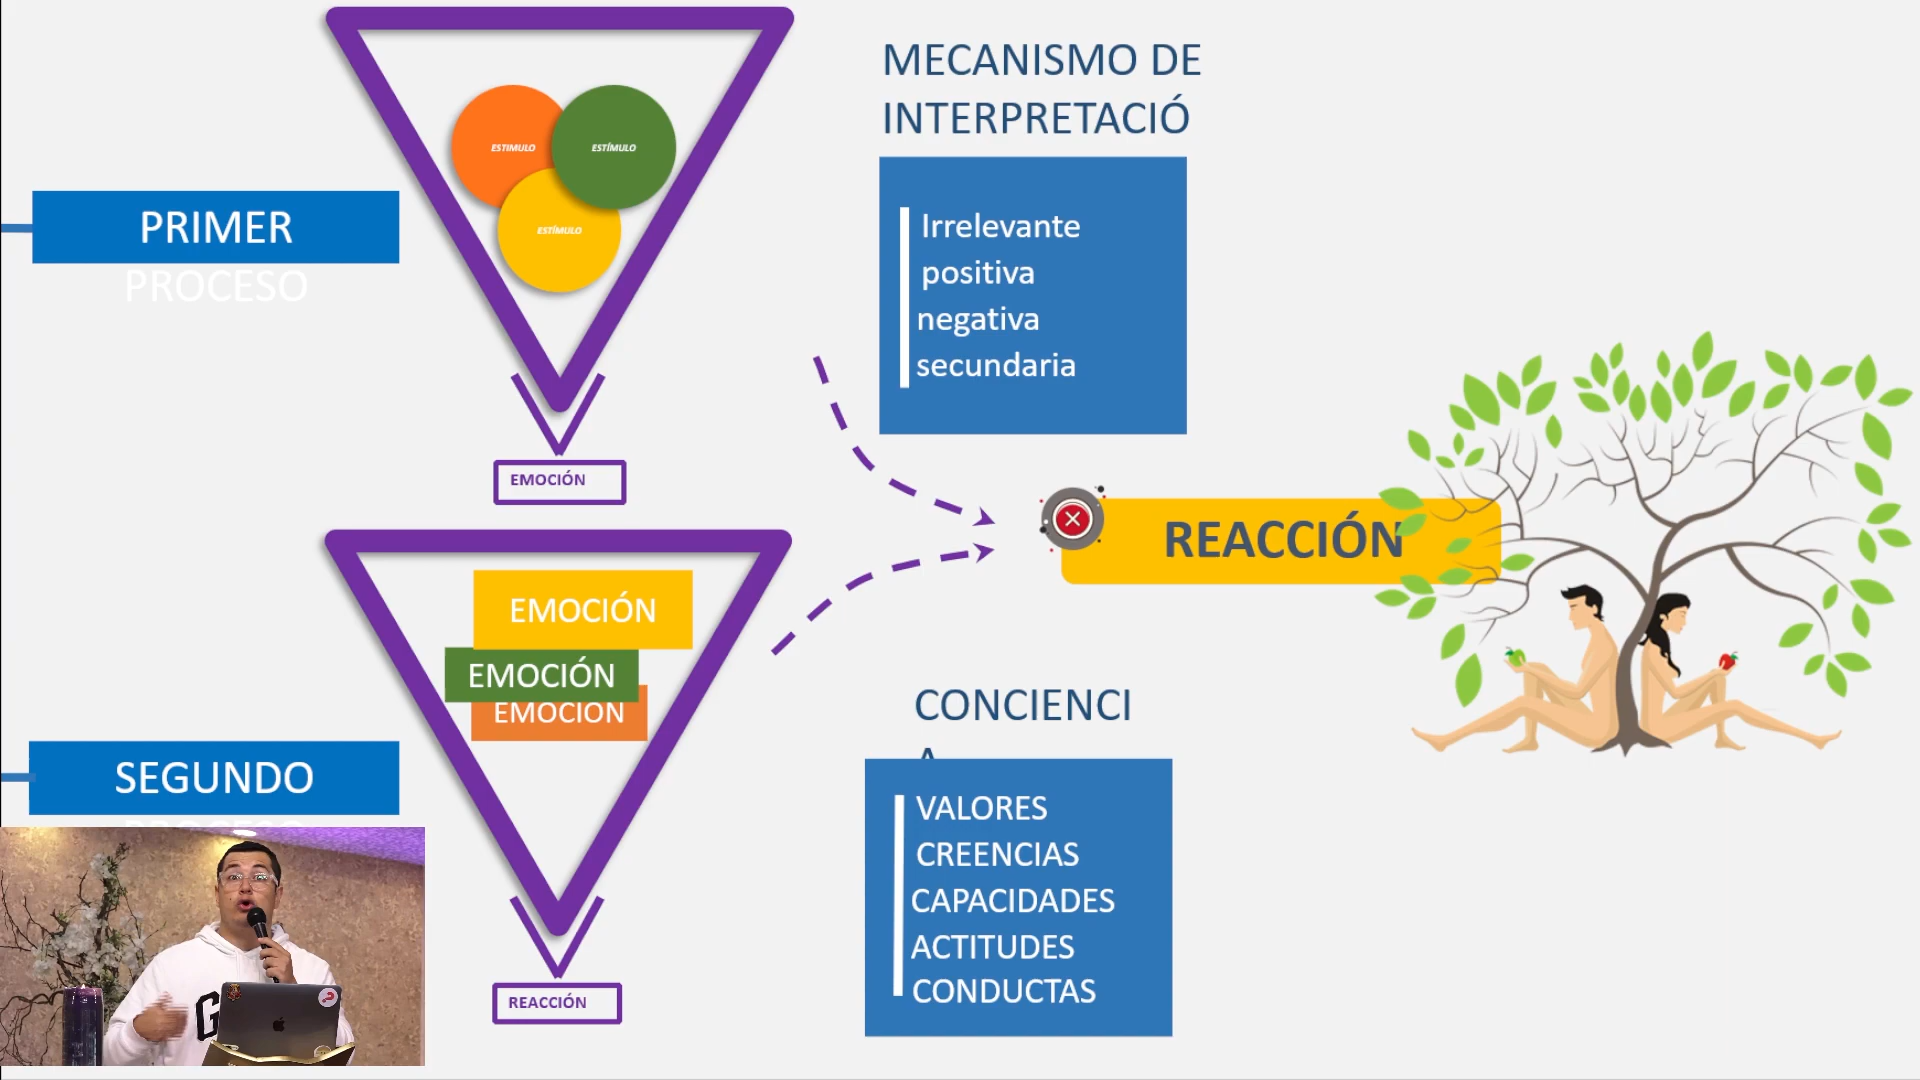 MECANISMO DE
INTERPRETACIÓ
ESTIMULO
ESTÍMULO
ESTÍMULO
PRIMER
PROCESO
Irrelevante
positiva
negativa
secundaria
EMOCIÓN
REACCIÓN
EMOCIÓN
EMOCIÓN
EMOCIÓN
CONCIENCI
A
SEGUNDO
PROCESO
VALORES
CREENCIAS
CAPACIDADES
ACTITUDES
CONDUCTAS
REACCIÓN
G